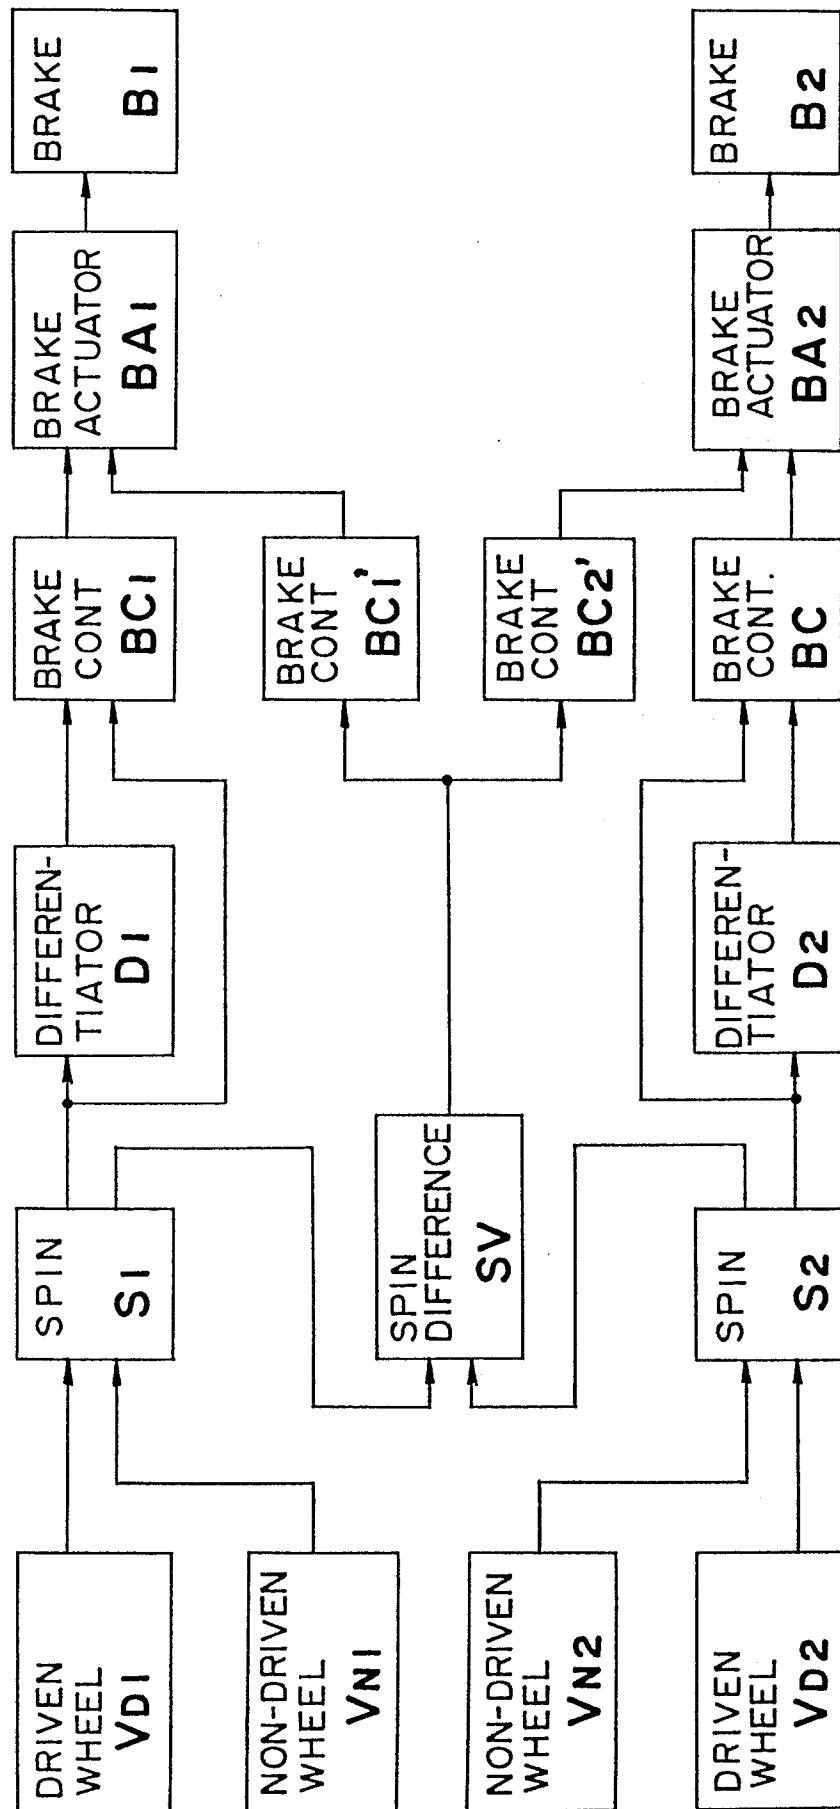 DRIVEN
WHEEL
VD1
NON-DRIVEN
WHEEL
VN1
NON-DRIVEN
WHEEL
VN2
DRIVEN
WHEEL
VD2
SPIN
S1
SPIN
DIFFERENCE
SV
SPIN
S2
DIFFEREN-
TIATOR
D1
DIFFEREN-
TIATOR
D2
BRAKE
CONT
BC1
BRAKE
CONT
BC1'
BRAKE
CONT
BC2'
BRAKE
CONT.
BC
BRAKE
ACTUATOR
BA1
BRAKE
ACTUATOR
BA2
BRAKE
B1
BRAKE
B2